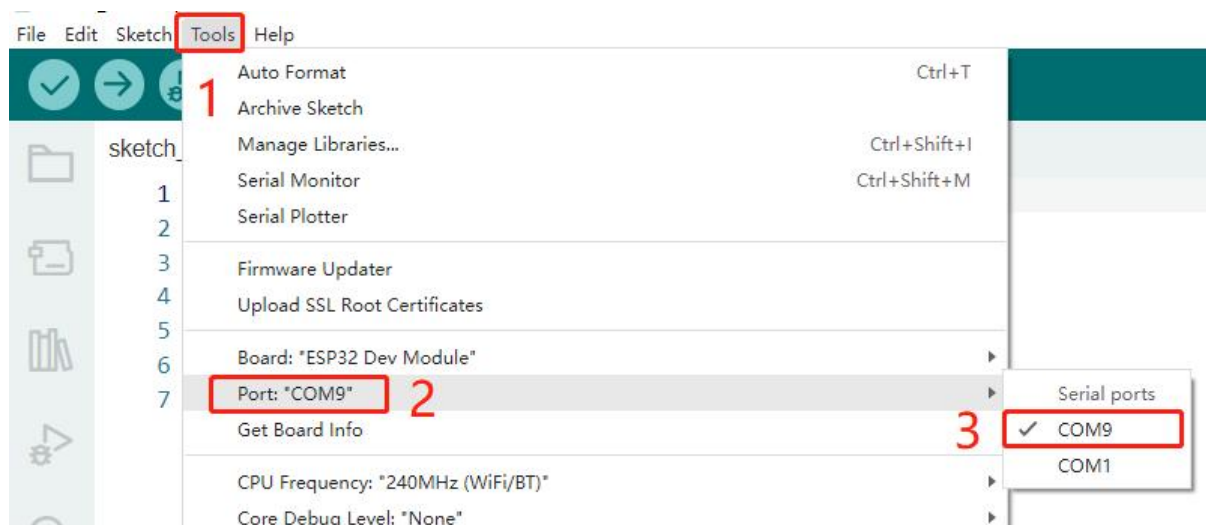 File Edit Sketch Tools Help
1
Auto Format Ctrl+T
Archive Sketch
sketch_
Manage Libraries... Ctrl+Shift+I
1
Serial Monitor Ctrl+Shift+M
2
Serial Plotter
3
Firmware Updater
4
Upload SSL Root Certificates
5
6
Board: "ESP32 Dev Module"
7
Port: "COM9" 2
Serial ports
Get Board Info
3
COM9
COM1
CPU Frequency: "240MHz (WiFi/BT)"
Core Debug Level: "None"